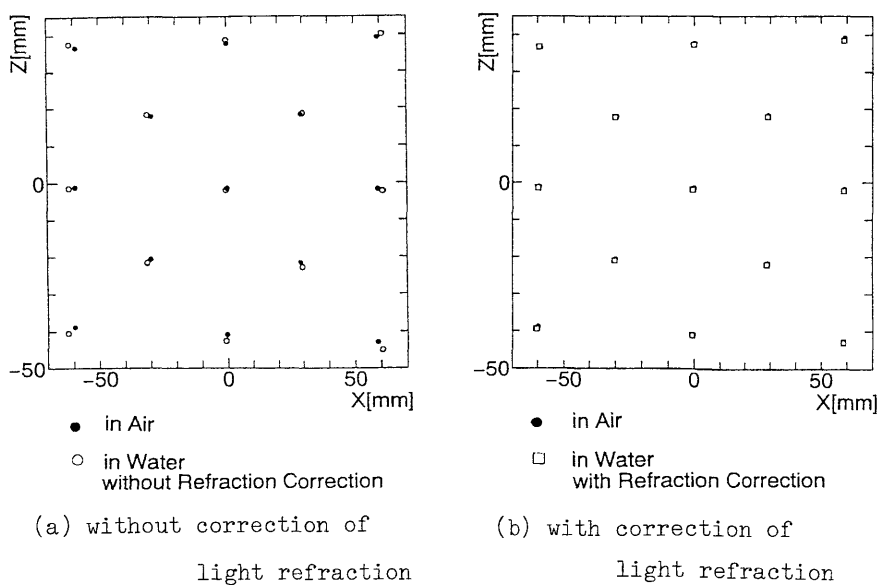 Z[mm]
0
−50
−50
0
50
X[mm]
● in Air
○ in Water
without Refraction Correction
(a) without correction of
light refraction
Z[mm]
0
−50
−50
0
50
X[mm]
● in Air
□ in Water
with Refraction Correction
(b) with correction of
light refraction